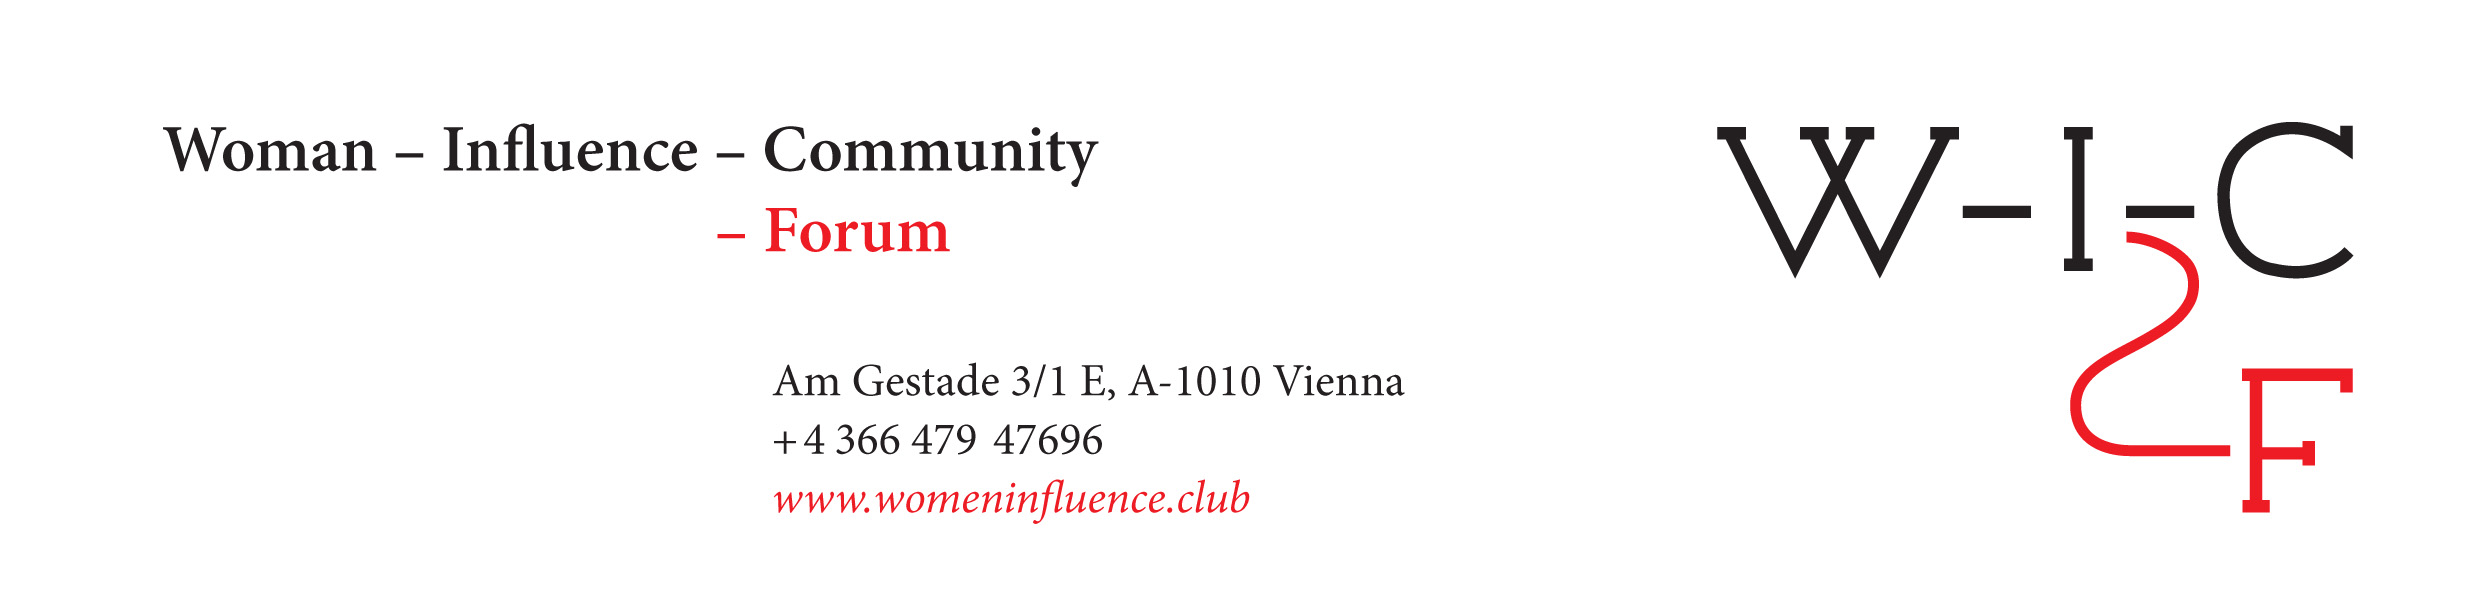 Woman – Influence – Community
– Forum
Am Gestade 3/1 E, A-1010 Vienna
+4 366 479 47696
www.womeninfluence.club
W-I-C
F